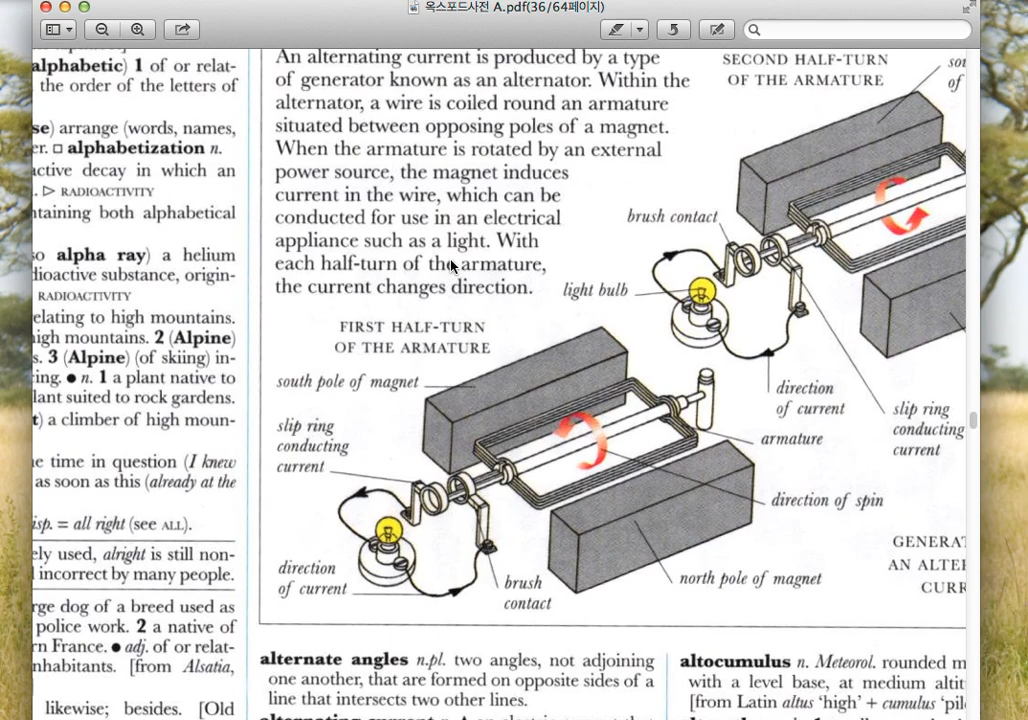 옥스포드사전 A.pdf(36/64페이지)
alphabetic) 1 of or relat-
the order of the letters of
se) arrange (words, names,
er. □ alphabetization n.
active decay in which an
. ▷ RADIOACTIVITY
ntaining both alphabetical
so alpha ray) a helium
dioactive substance, origin-
RADIOACTIVITY
relating to high mountains.
high mountains. 2 (Alpine)
s. 3 (Alpine) (of skiing) in-
cing. ● n. 1 a plant native to
lant suited to rock gardens.
t) a climber of high moun-
e time in question (I knew
as soon as this (already at the
isp. = all right (see ALL).
ely used, alright is still non-
l incorrect by many people.
rge dog of a breed used as
police work. 2 a native of
rn France. ● adj. of or relat-
nhabitants. [from Alsatia,
likewise; besides. [Old
An alternating current is produced by a type
of generator known as an alternator. Within the
alternator, a wire is coiled round an armature
situated between opposing poles of a magnet.
When the armature is rotated by an external
power source, the magnet induces
current in the wire, which can be
conducted for use in an electrical
appliance such as a light. With
each half-turn of the armature,
the current changes direction.
SECOND HALF-TURN
OF THE ARMATURE
sou
of
brush contact
light bulb
direction
of current
slip ring
conducting
current
FIRST HALF-TURN
OF THE ARMATURE
south pole of magnet
slip ring
conducting
current
armature
direction of spin
north pole of magnet
direction
of current
brush
contact
GENERAT
AN ALTE
CURR
alternate angles n.pl. two angles, not adjoining
one another, that are formed on opposite sides of a
line that intersects two other lines.
altocumulus n. Meteorol. rounded m
with a level base, at medium altit
[from Latin altus ‘high’ + cumulus ‘pil